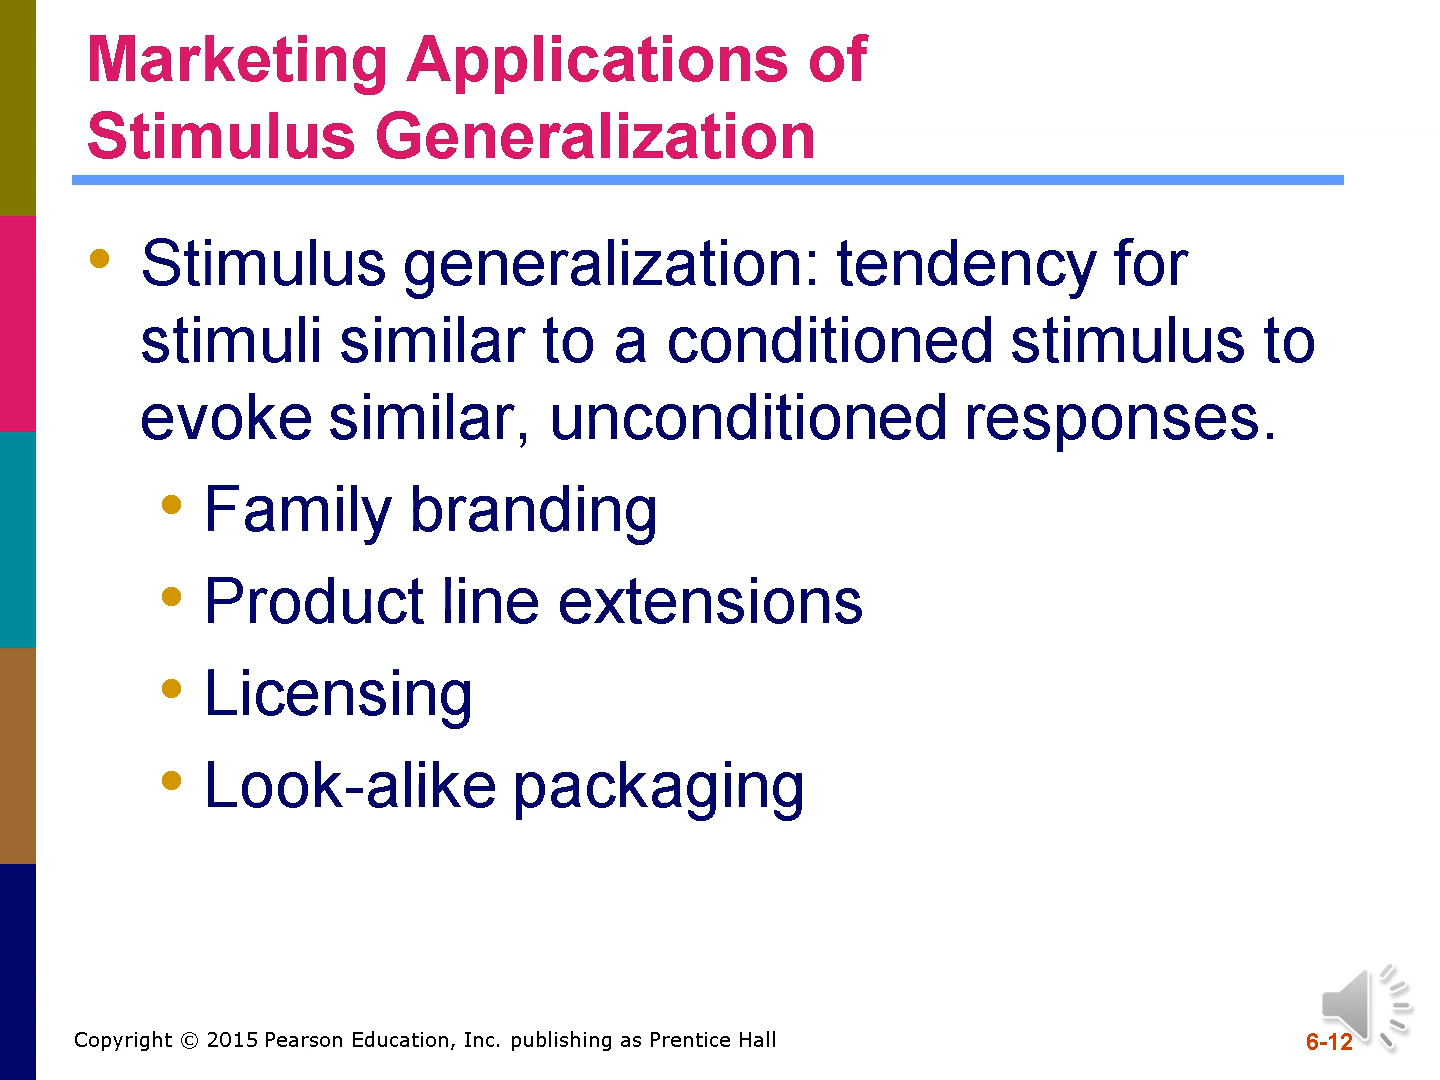 Marketing Applications of
Stimulus Generalization
• Stimulus generalization: tendency for
stimuli similar to a conditioned stimulus to
evoke similar, unconditioned responses.
• Family branding
• Product line extensions
• Licensing
• Look-alike packaging
Copyright © 2015 Pearson Education, Inc. publishing as Prentice Hall
6-12